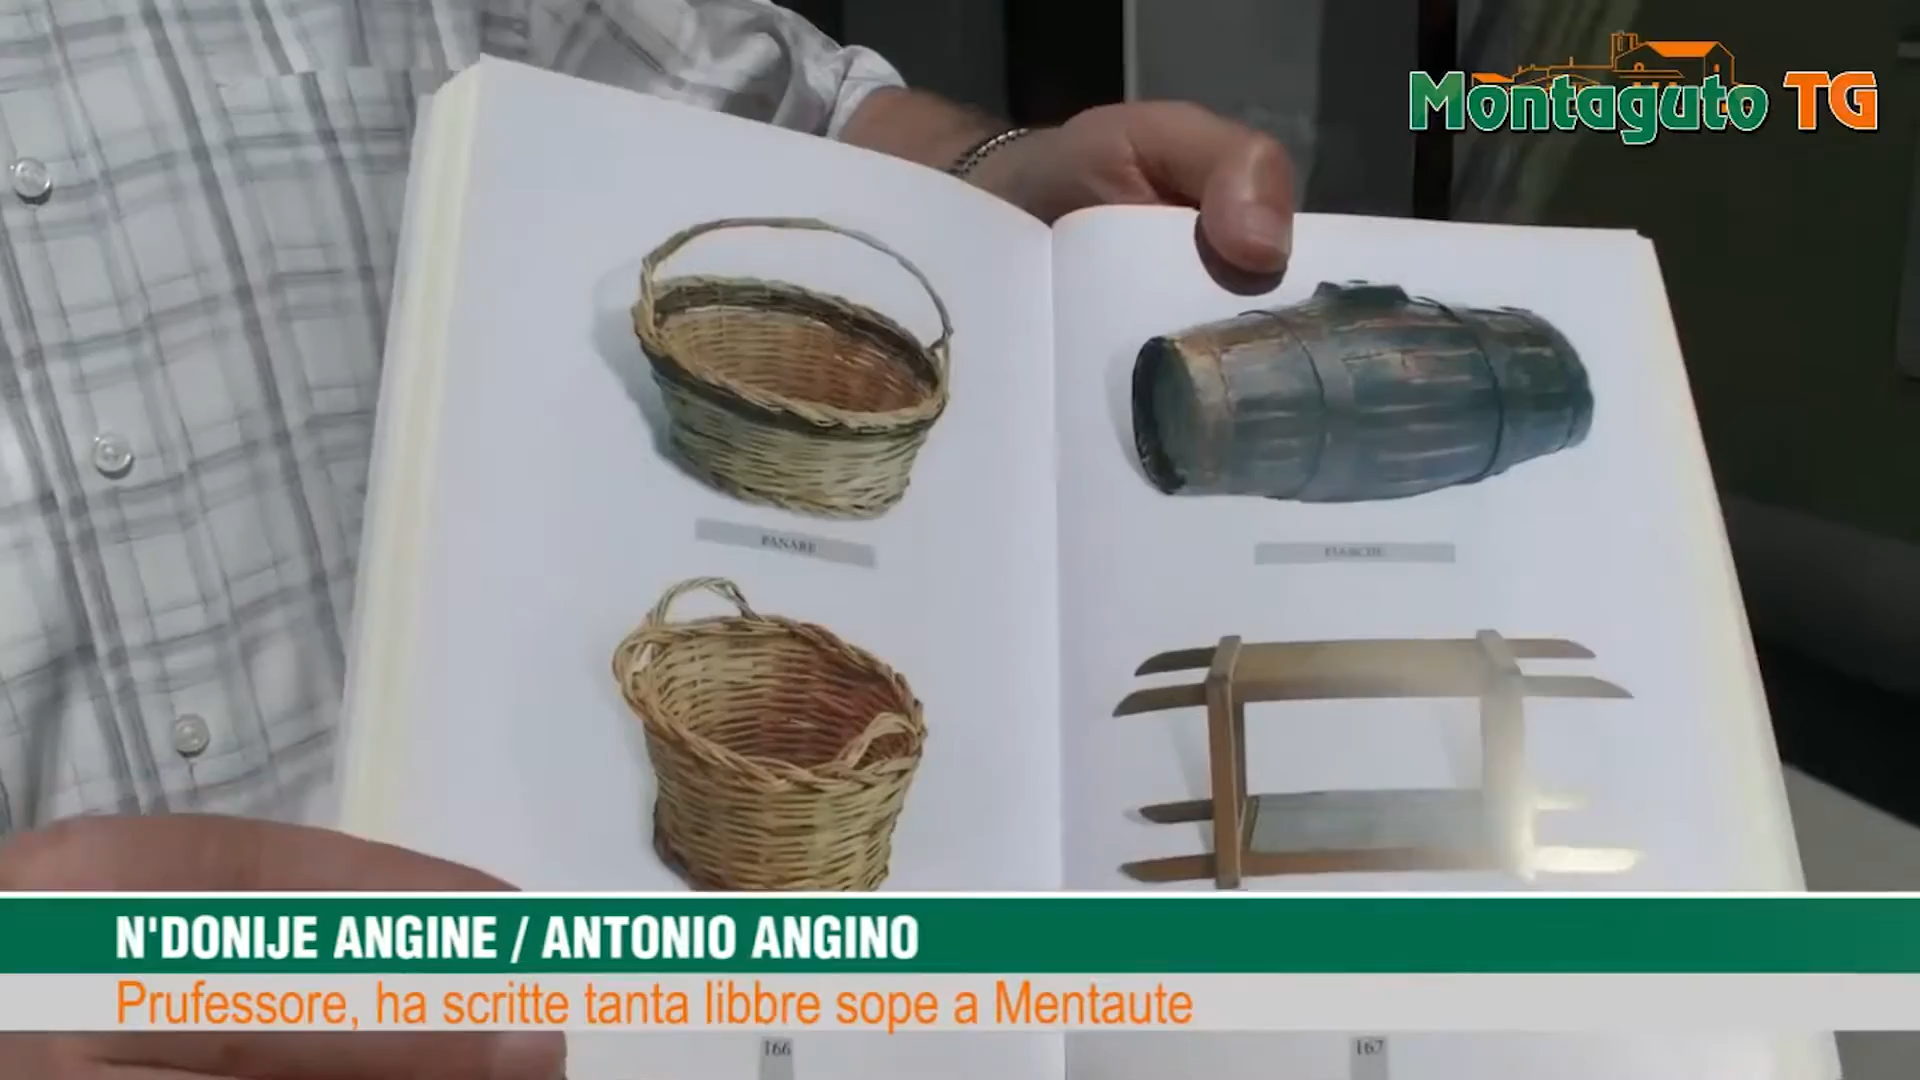 Montaguto TG
PANARE
N'DONIJE ANGINE / ANTONIO ANGINO
Prufessore, ha scritte tanta libbre sope a Mentaute
166
167